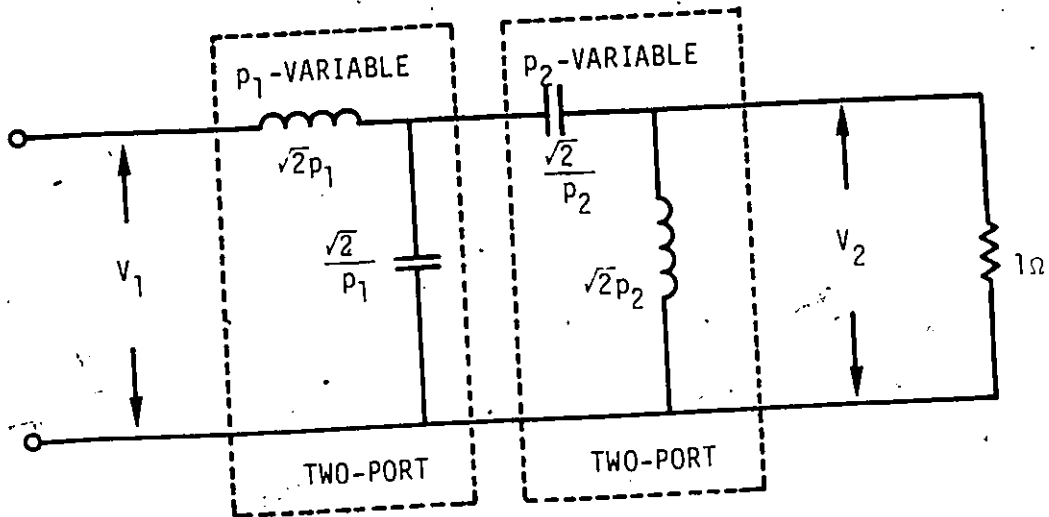 p₁-VARIABLE
p₂-VARIABLE
√2p₁
√2/p₂
V₁
√2/p₁
√2p₂
V₂
1Ω
TWO-PORT
TWO-PORT